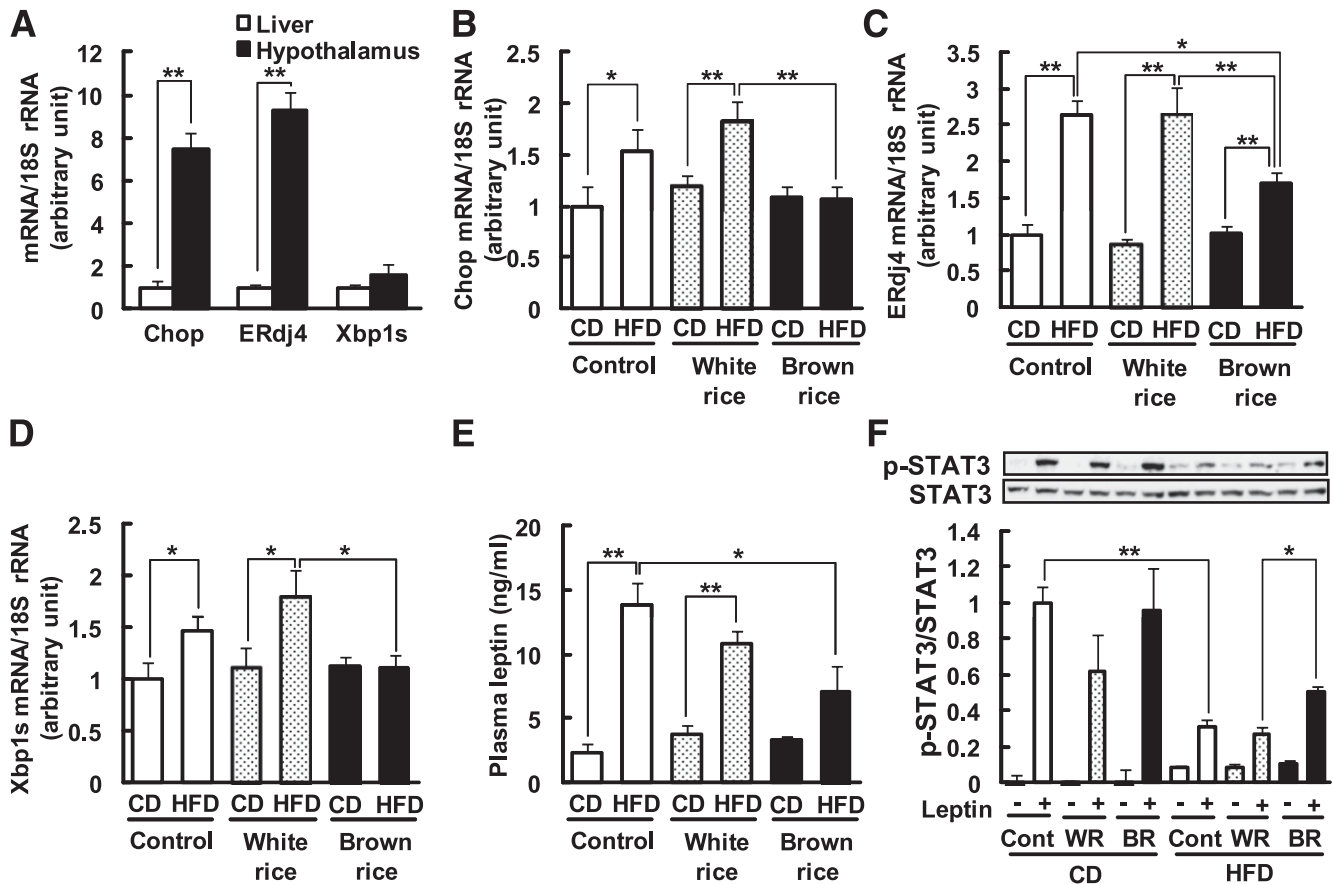 A
Liver
Hypothalamus
mRNA/18S rRNA
(arbitrary unit)
12
10
8
6
4
2
0
**
**
Chop ERdj4 Xbp1s
B
Chop mRNA/18S rRNA
(arbitrary unit)
2.5
2
1.5
1
0.5
0
*
**
**
CD HFD CD HFD CD HFD
Control White rice Brown rice
C
ERdj4 mRNA/18S rRNA
(arbitrary unit)
3.5
3
2.5
2
1.5
1
0.5
0
*
**
**
**
**
CD HFD CD HFD CD HFD
Control White rice Brown rice
D
Xbp1s mRNA/18S rRNA
(arbitrary unit)
2.5
2
1.5
1
0.5
0
*
*
*
CD HFD CD HFD CD HFD
Control White rice Brown rice
E
Plasma leptin (ng/ml)
20
15
10
5
0
**
*
**
CD HFD CD HFD CD HFD
Control White rice Brown rice
F
p-STAT3
STAT3
p-STAT3/STAT3
1.4
1.2
1
0.8
0.6
0.4
0.2
0
**
*
Leptin - + - + - + - + - + - +
Cont WR BR Cont WR BR
CD HFD